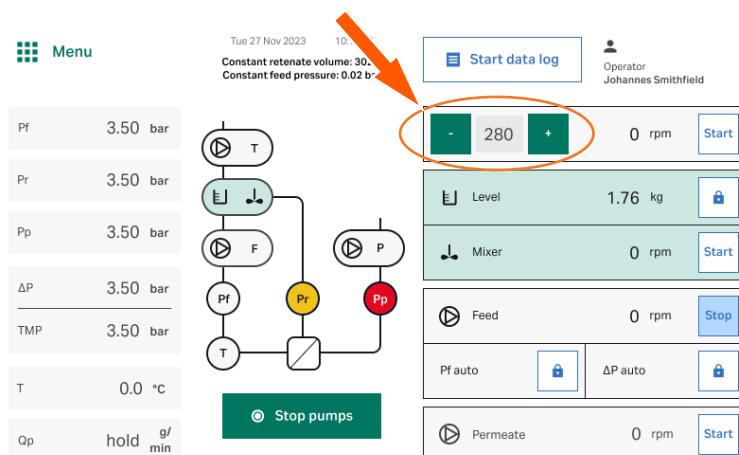 Menu
Tue 27 Nov 2023
Constant retenate volume:
Constant feed pressure: 0.02
Start data log
Operator
Johannes Smithfield
Pf 3.50 bar
Pr 3.50 bar
Pp 3.50 bar
ΔP 3.50 bar
TMP 3.50 bar
T 0.0 °C
Qp hold g/
min
T
F
P
Pf
Pr
Pp
T
Stop pumps
- 280 + 0 rpm Start
Level 1.76 kg
Mixer 0 rpm Start
Feed 0 rpm Stop
Pf auto
ΔP auto
Permeate 0 rpm Start